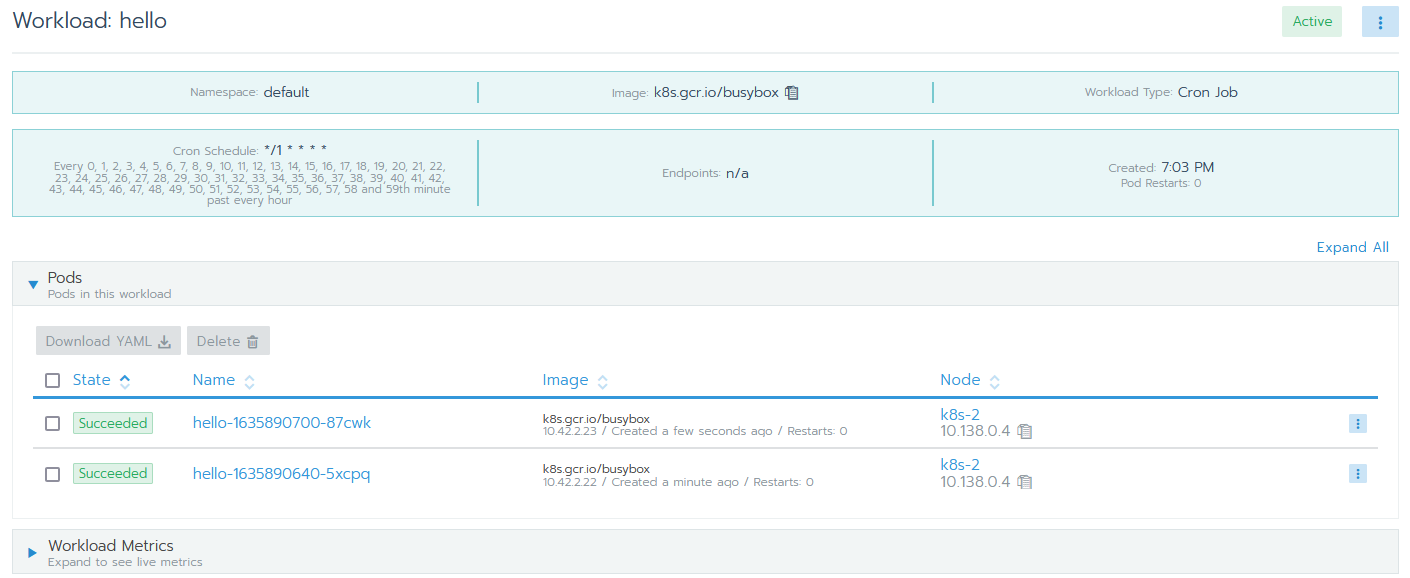 Workload: hello
Active
Namespace: default
Image: k8s.gcr.io/busybox
Workload Type: Cron Job
Cron Schedule: */1 * * * *
Every 0, 1, 2, 3, 4, 5, 6, 7, 8, 9, 10, 11, 12, 13, 14, 15, 16, 17, 18, 19, 20, 21, 22,
23, 24, 25, 26, 27, 28, 29, 30, 31, 32, 33, 34, 35, 36, 37, 38, 39, 40, 41, 42,
43, 44, 45, 46, 47, 48, 49, 50, 51, 52, 53, 54, 55, 56, 57, 58 and 59th minute
past every hour
Endpoints: n/a
Created: 7:03 PM
Pod Restarts: 0
Expand All
Pods
Pods in this workload
Download YAML
Delete
State
Name
Image
Node
Succeeded
hello-1635890700-87cwk
k8s.gcr.io/busybox
10.42.2.23 / Created a few seconds ago / Restarts: 0
k8s-2
10.138.0.4
Succeeded
hello-1635890640-5xcpq
k8s.gcr.io/busybox
10.42.2.22 / Created a minute ago / Restarts: 0
k8s-2
10.138.0.4
Workload Metrics
Expand to see live metrics